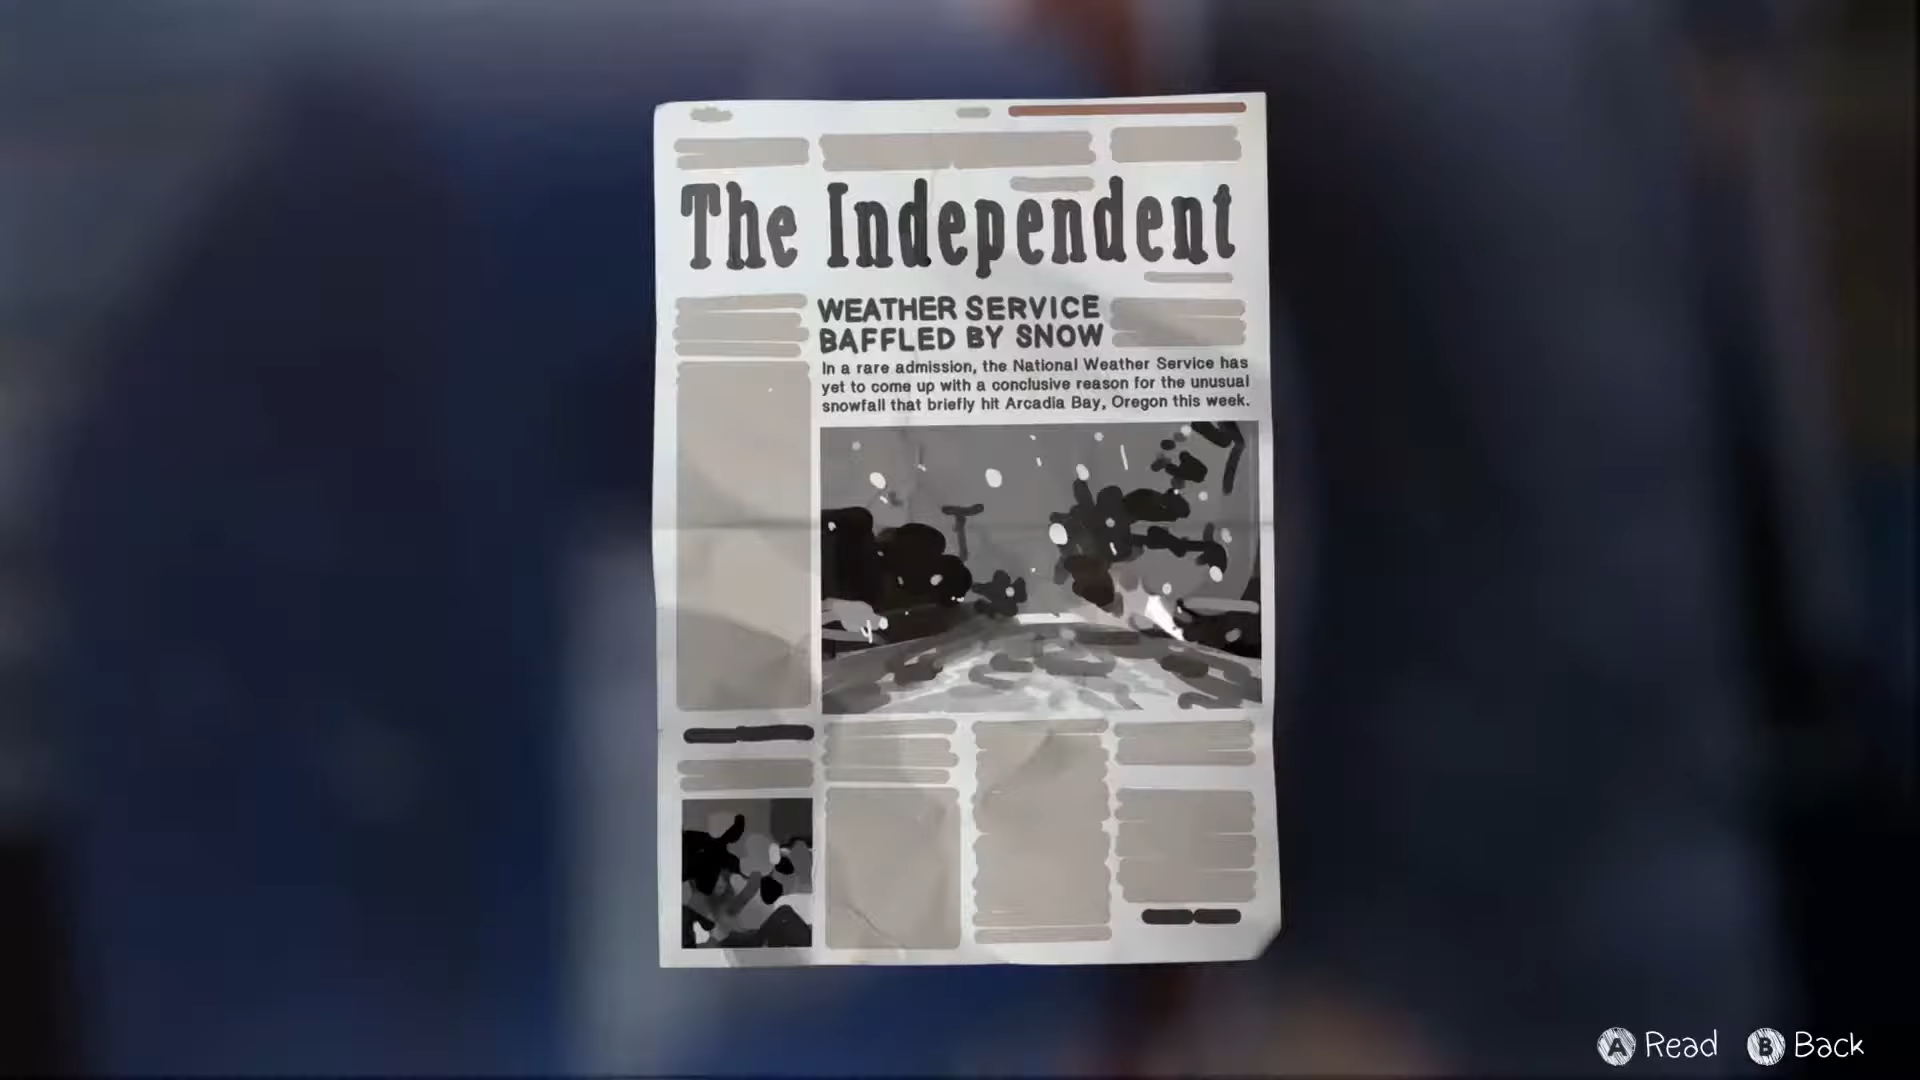 The Independent
WEATHER SERVICE
BAFFLED BY SNOW
In a rare admission, the National Weather Service has
yet to come up with a conclusive reason for the unusual
snowfall that briefly hit Arcadia Bay, Oregon this week.
A Read B Back